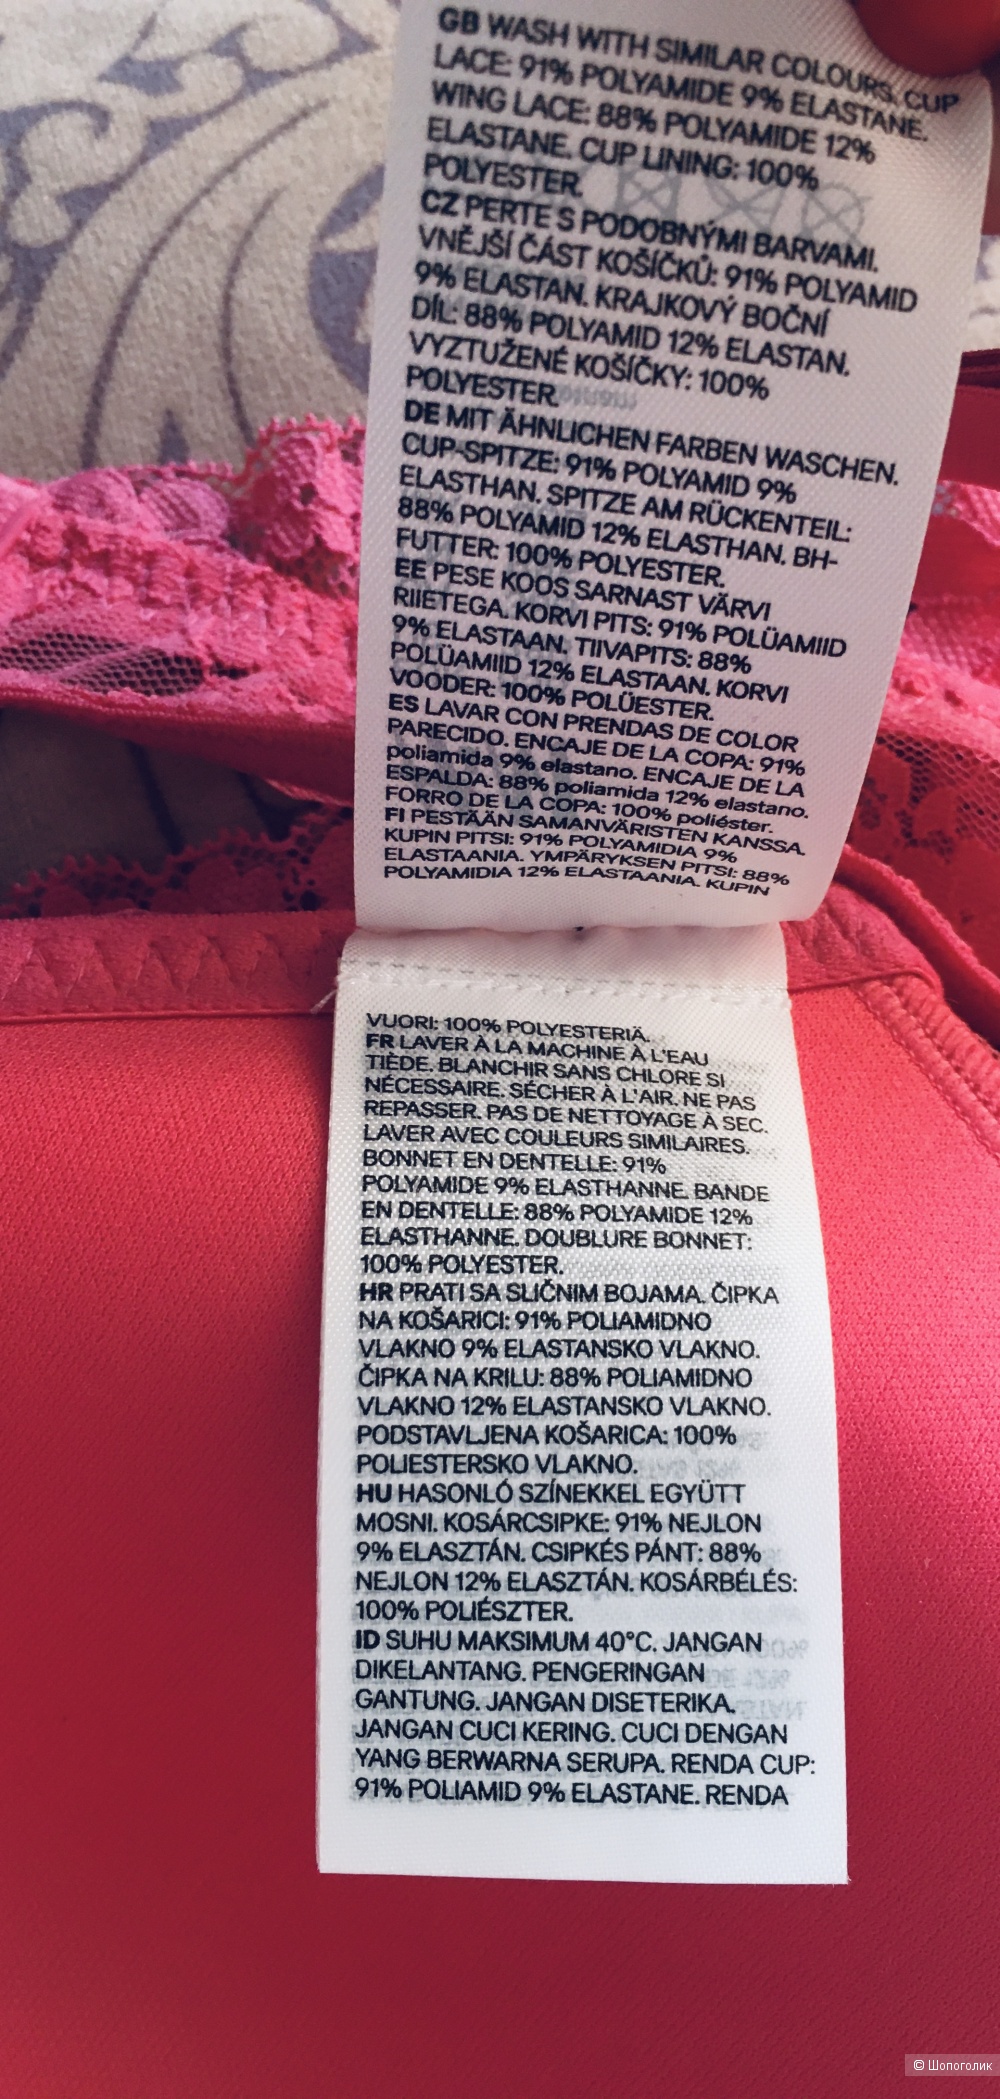 GB WASH WITH SIMILAR COLOURS. CUP
LACE: 91% POLYAMIDE 9% ELASTANE.
WING LACE: 88% POLYAMIDE 12%
ELASTANE. CUP LINING: 100%
POLYESTER.
CZ PERTE S PODOBNÝMI BARVAMI.
VNĚJŠÍ ČÁST KOŠÍČKŮ: 91% POLYAMID
9% ELASTAN. KRAJKOVÝ BOČNÍ
DÍL: 88% POLYAMID 12% ELASTAN.
VYZTUŽENÉ KOŠÍČKY: 100%
POLYESTER.
DE MIT ÄHNLICHEN FARBEN WASCHEN.
CUP-SPITZE: 91% POLYAMID 9%
ELASTHAN. SPITZE AM RÜCKENTEIL:
88% POLYAMID 12% ELASTHAN. BH-
FUTTER: 100% POLYESTER.
EE PESE KOOS SARNAST VÄRVI
RIIETEGA. KORVI PITS: 91% POLÜAMIID
9% ELASTAAN. TIIVAPITS: 88%
POLÜAMIID 12% ELASTAAN. KORVI
VOODER: 100% POLÜESTER.
ES LAVAR CON PRENDAS DE COLOR
PARECIDO. ENCAJE DE LA COPA: 91%
poliamida 9% elastano. ENCAJE DE LA
ESPALDA: 88% poliamida 12% elastano.
FORRO DE LA COPA: 100% poliéster.
FI PESTÄÄN SAMANVÄRISTEN KANSSA.
KUPIN PITSI: 91% POLYAMIDIA 9%
ELASTAANIA. YMPÄRYKSEN PITSI: 88%
POLYAMIDIA 12% ELASTAANIA. KUPIN
VUORI: 100% POLYESTERIÄ.
FR LAVER À LA MACHINE À L'EAU
TIÈDE. BLANCHIR SANS CHLORE SI
NÉCESSAIRE. SÉCHER À L'AIR. NE PAS
REPASSER. PAS DE NETTOYAGE À SEC.
LAVER AVEC COULEURS SIMILAIRES.
BONNET EN DENTELLE: 91%
POLYAMIDE 9% ELASTHANNE. BANDE
EN DENTELLE: 88% POLYAMIDE 12%
ELASTHANNE. DOUBLURE BONNET:
100% POLYESTER.
HR PRATI SA SLIČNIM BOJAMA. ČIPKA
NA KOŠARICI: 91% POLIAMIDNO
VLAKNO 9% ELASTANSKO VLAKNO.
ČIPKA NA KRILU: 88% POLIAMIDNO
VLAKNO 12% ELASTANSKO VLAKNO.
PODSTAVLJENA KOŠARICA: 100%
POLIESTERSKO VLAKNO.
HU HASONLÓ SZÍNEKKEL EGYÜTT
MOSNI. KOSÁRCSIPKE: 91% NEJLON
9% ELASZTÁN. CSIPKÉS PÁNT: 88%
NEJLON 12% ELASZTÁN. KOSÁRBÉLÉS:
100% POLIÉSZTER.
ID SUHU MAKSIMUM 40°C. JANGAN
DIKELANTANG. PENGERINGAN
GANTUNG. JANGAN DISETERIKA.
JANGAN CUCI KERING. CUCI DENGAN
YANG BERWARNA SERUPA. RENDA CUP:
91% POLIAMID 9% ELASTANE. RENDA
© Шопоголик